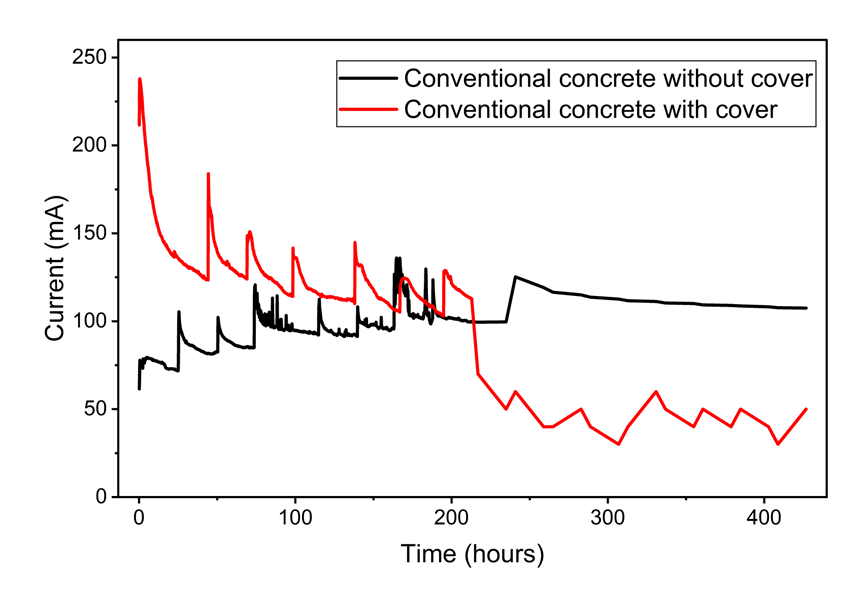 250
200
150
100
50
0
Current (mA)
Conventional concrete without cover
Conventional concrete with cover
0 100 200 300 400
Time (hours)